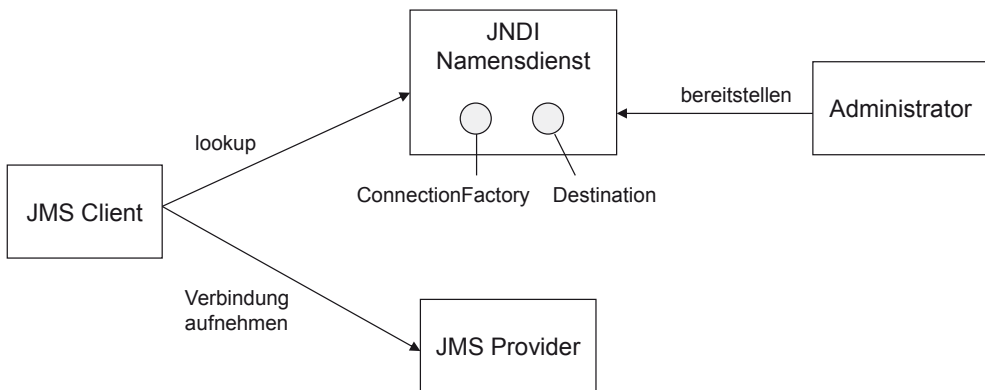 JNDI
Namensdienst
bereitstellen
Administrator
lookup
ConnectionFactory
Destination
JMS Client
Verbindung
aufnehmen
JMS Provider